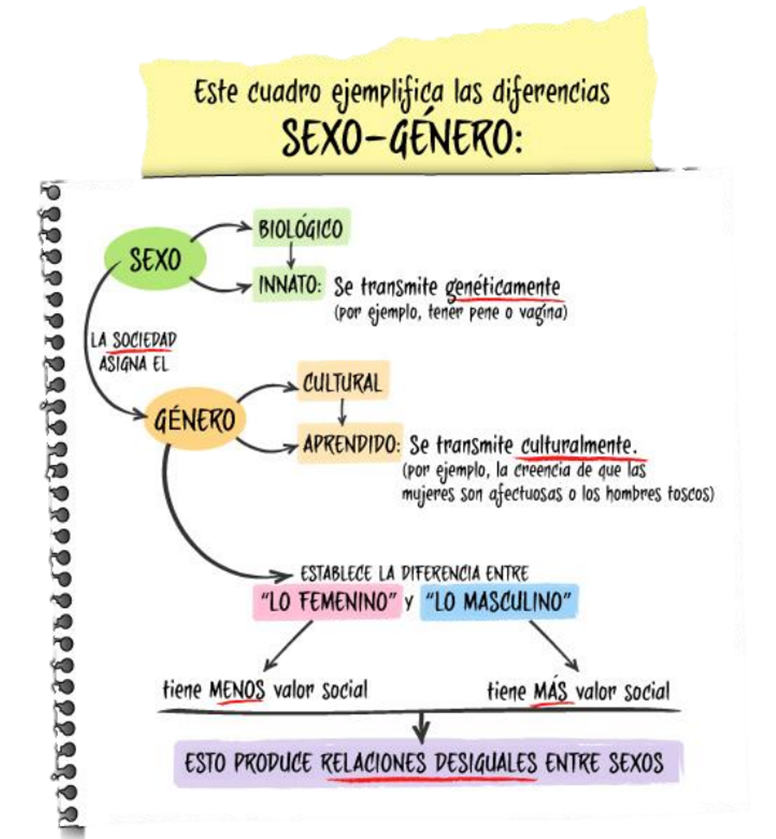 Este cuadro ejemplifica las diferencias
SEXO-GÉNERO:
SEXO
BIOLÓGICO
INNATO: Se transmite genéticamente
(por ejemplo, tener pene o vagina)
LA SOCIEDAD
ASIGNA EL
GÉNERO
CULTURAL
APRENDIDO: Se transmite culturalmente.
(por ejemplo, la creencia de que las
mujeres son afectuosas o los hombres toscos)
ESTABLECE LA DIFERENCIA ENTRE
"LO FEMENINO" y "LO MASCULINO"
tiene MENOS valor social
tiene MÁS valor social
ESTO PRODUCE RELACIONES DESIGUALES ENTRE SEXOS